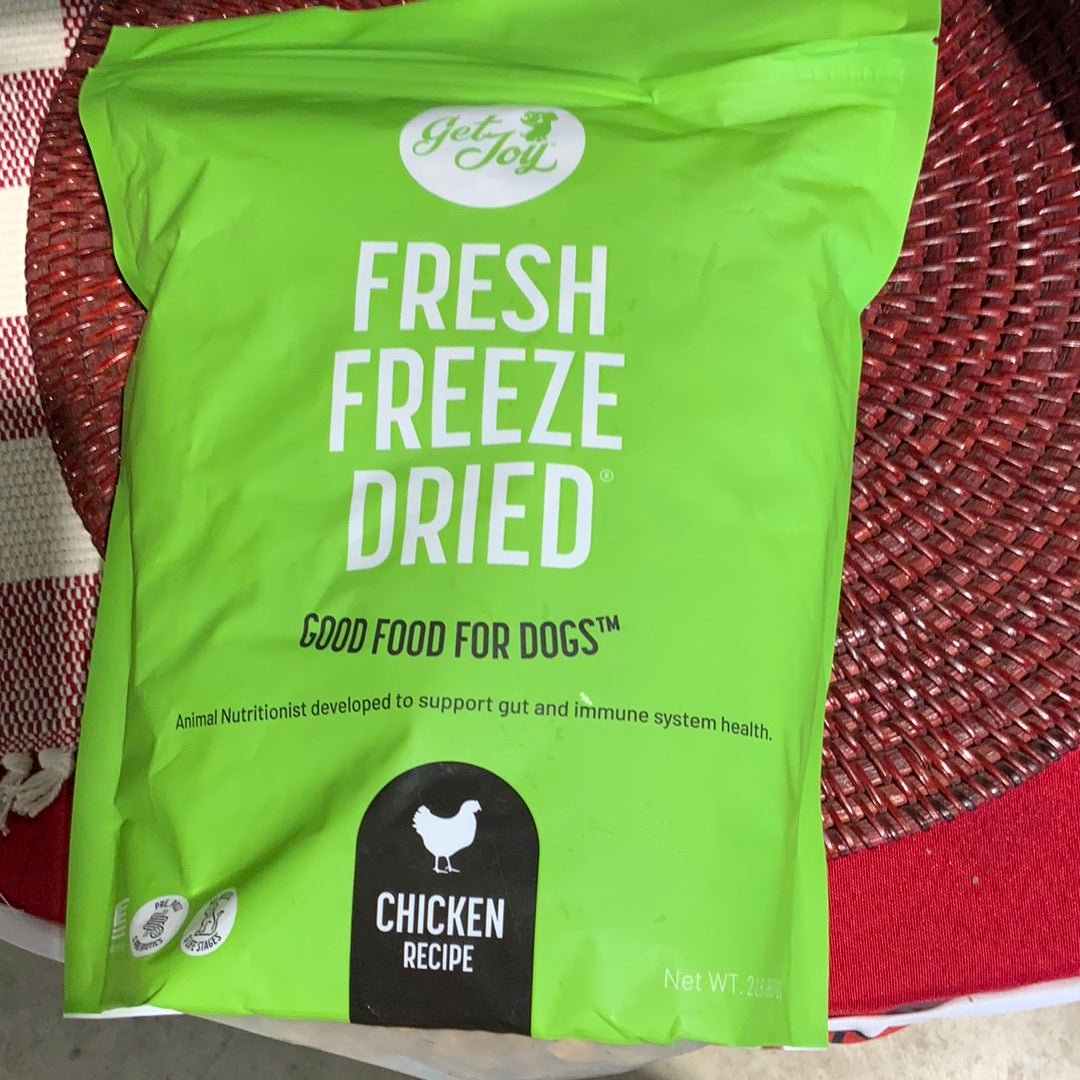 Get Joy
FRESH
FREEZE
DRIED®
GOOD FOOD FOR DOGS™
Animal Nutritionist developed to support gut and immune system health.
CHICKEN
RECIPE
Net WT. 2